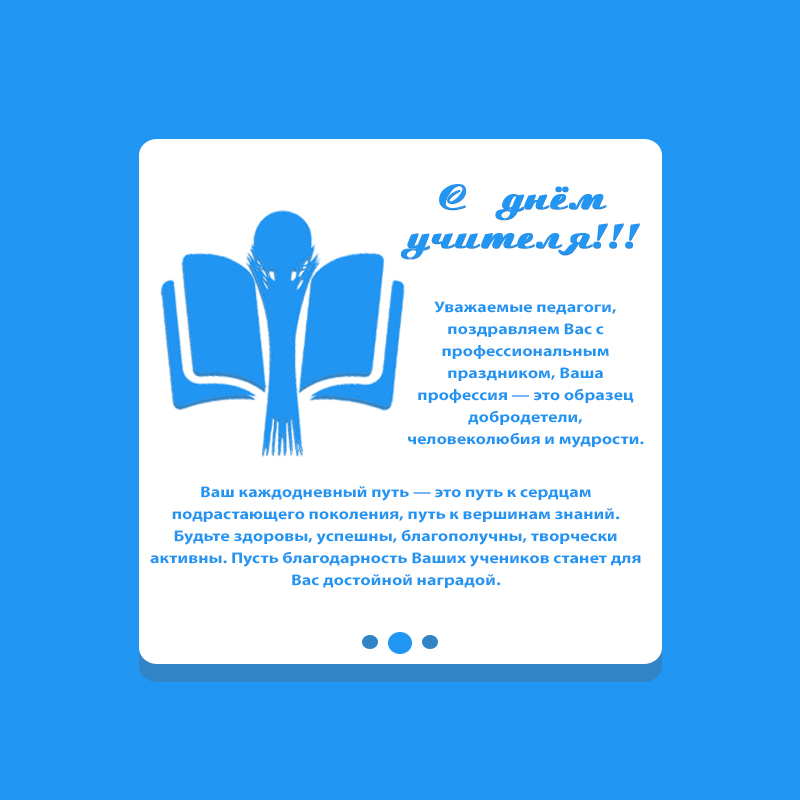 С днём
учителя!!!
Уважаемые педагоги,
поздравляем Вас с
профессиональным
праздником, Ваша
профессия — это образец
добродетели,
человеколюбия и мудрости.
Ваш каждодневный путь — это путь к сердцам
подрастающего поколения, путь к вершинам знаний.
Будьте здоровы, успешны, благополучны, творчески
активны. Пусть благодарность Ваших учеников станет для
Вас достойной наградой.